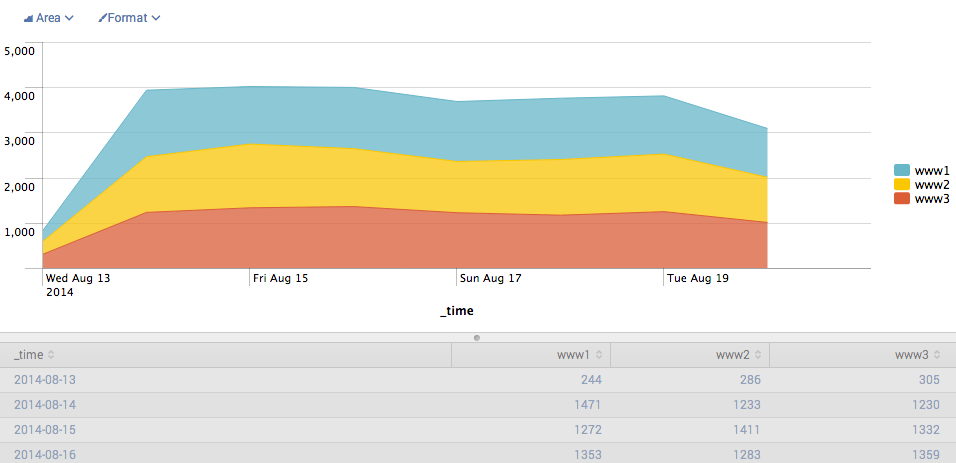 Area Format
5,000
4,000
3,000
2,000
1,000
www1
www2
www3
Wed Aug 13 Fri Aug 15 Sun Aug 17 Tue Aug 19
2014
_time
_time www1 www2 www3
2014-08-13 244 286 305
2014-08-14 1471 1233 1230
2014-08-15 1272 1411 1332
2014-08-16 1353 1283 1359